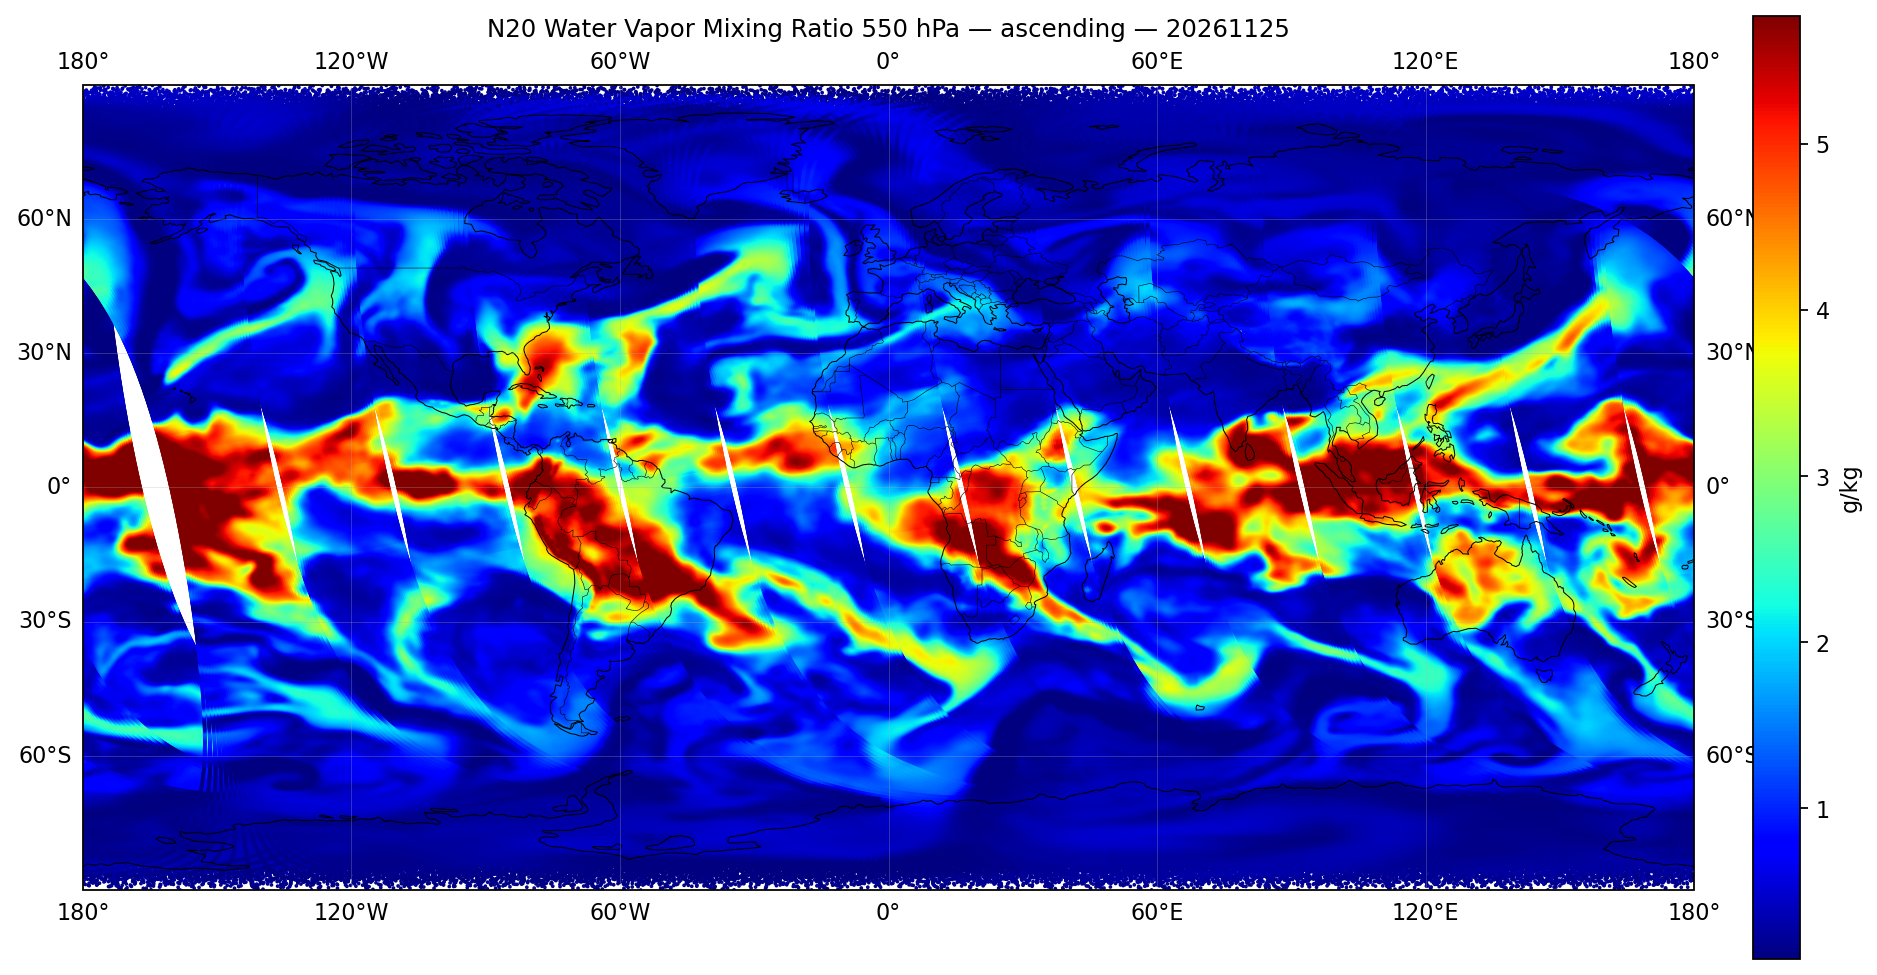 N20 Water Vapor Mixing Ratio 550 hPa — ascending — 20261125
180° 120°W 60°W 0° 60°E 120°E 180°
60°N 60°N
30°N 30°N
0° 0°
30°S 30°S
60°S 60°S
180° 120°W 60°W 0° 60°E 120°E 180°
5
4
3
2
1
g/kg